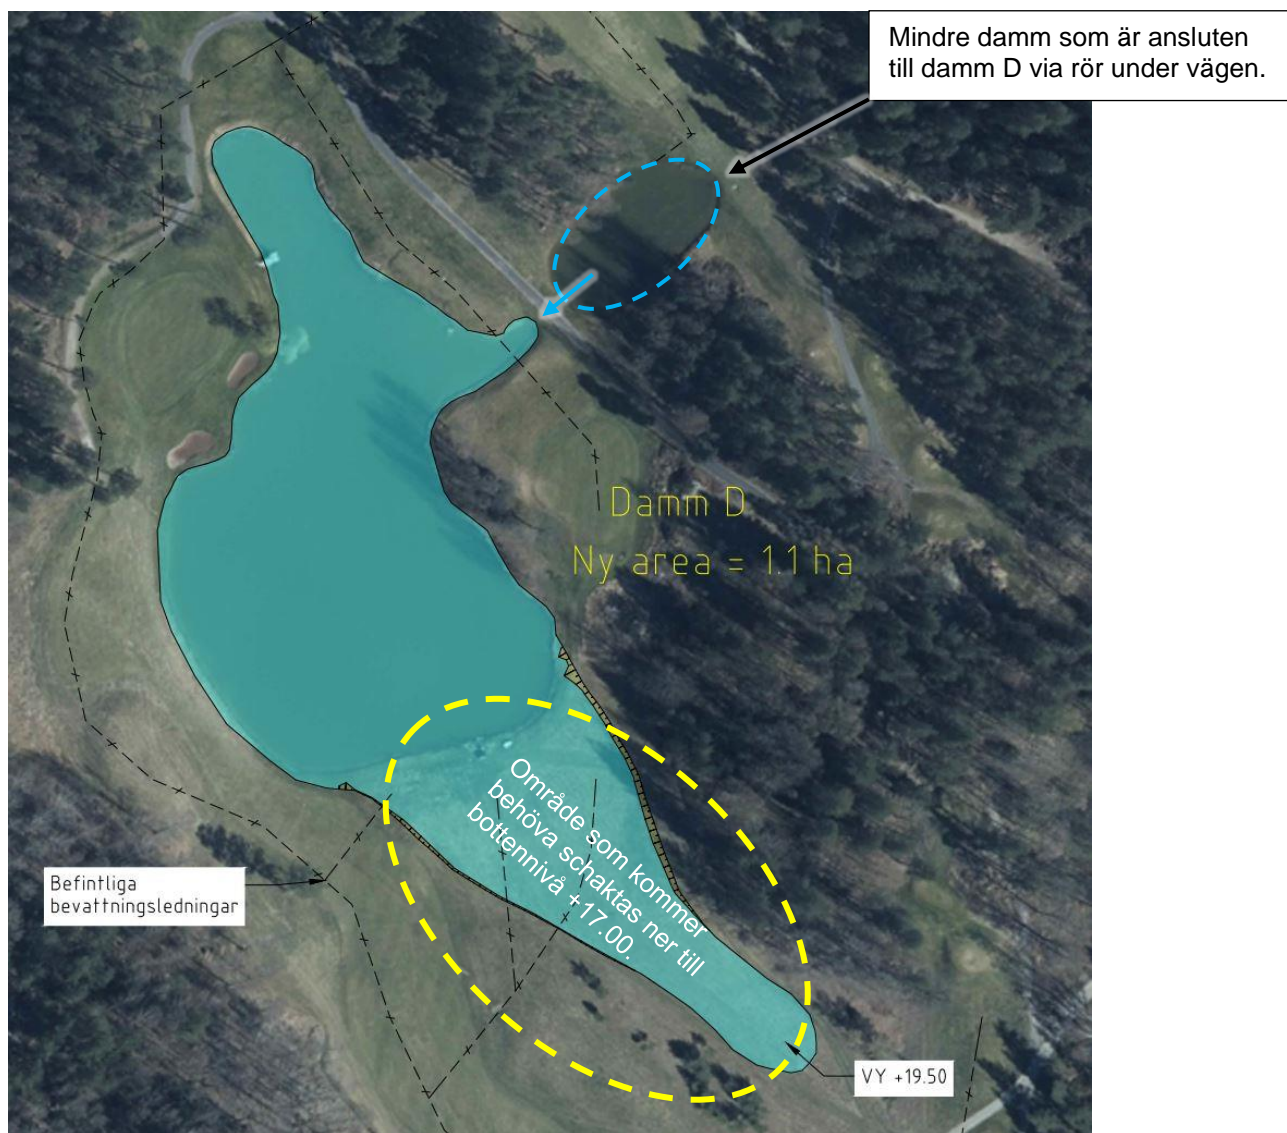 Mindre damm som är ansluten
till damm D via rör under vägen.
Damm D
Ny area = 1.1 ha
Område som kommer
behöva schaktas ner till
bottennivå +17.00.
Befintliga
bevattningsledningar
VY +19.50